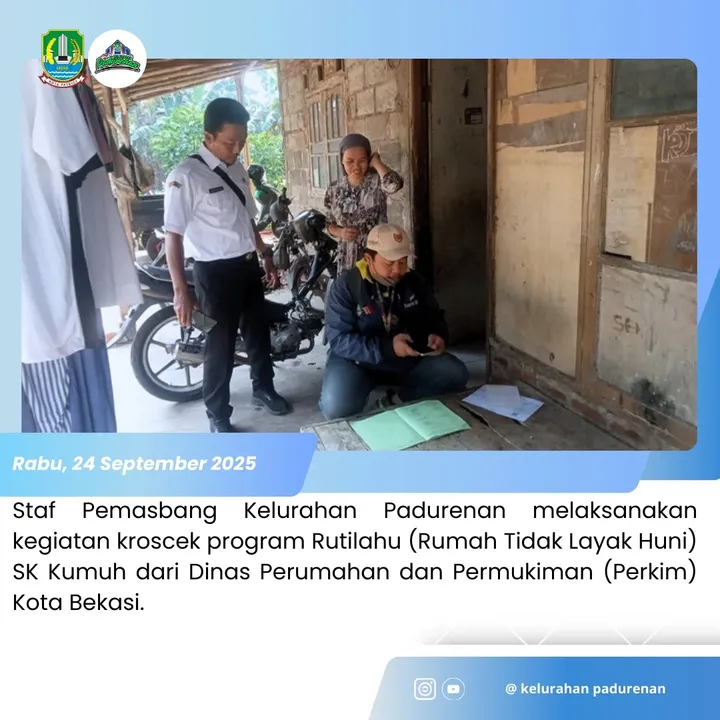 Rabu, 24 September 2025
Staf Pemasbang Kelurahan Padurenan melaksanakan
kegiatan kroscek program Rutilahu (Rumah Tidak Layak Huni)
SK Kumuh dari Dinas Perumahan dan Permukiman (Perkim)
Kota Bekasi.
@ kelurahan padurenan